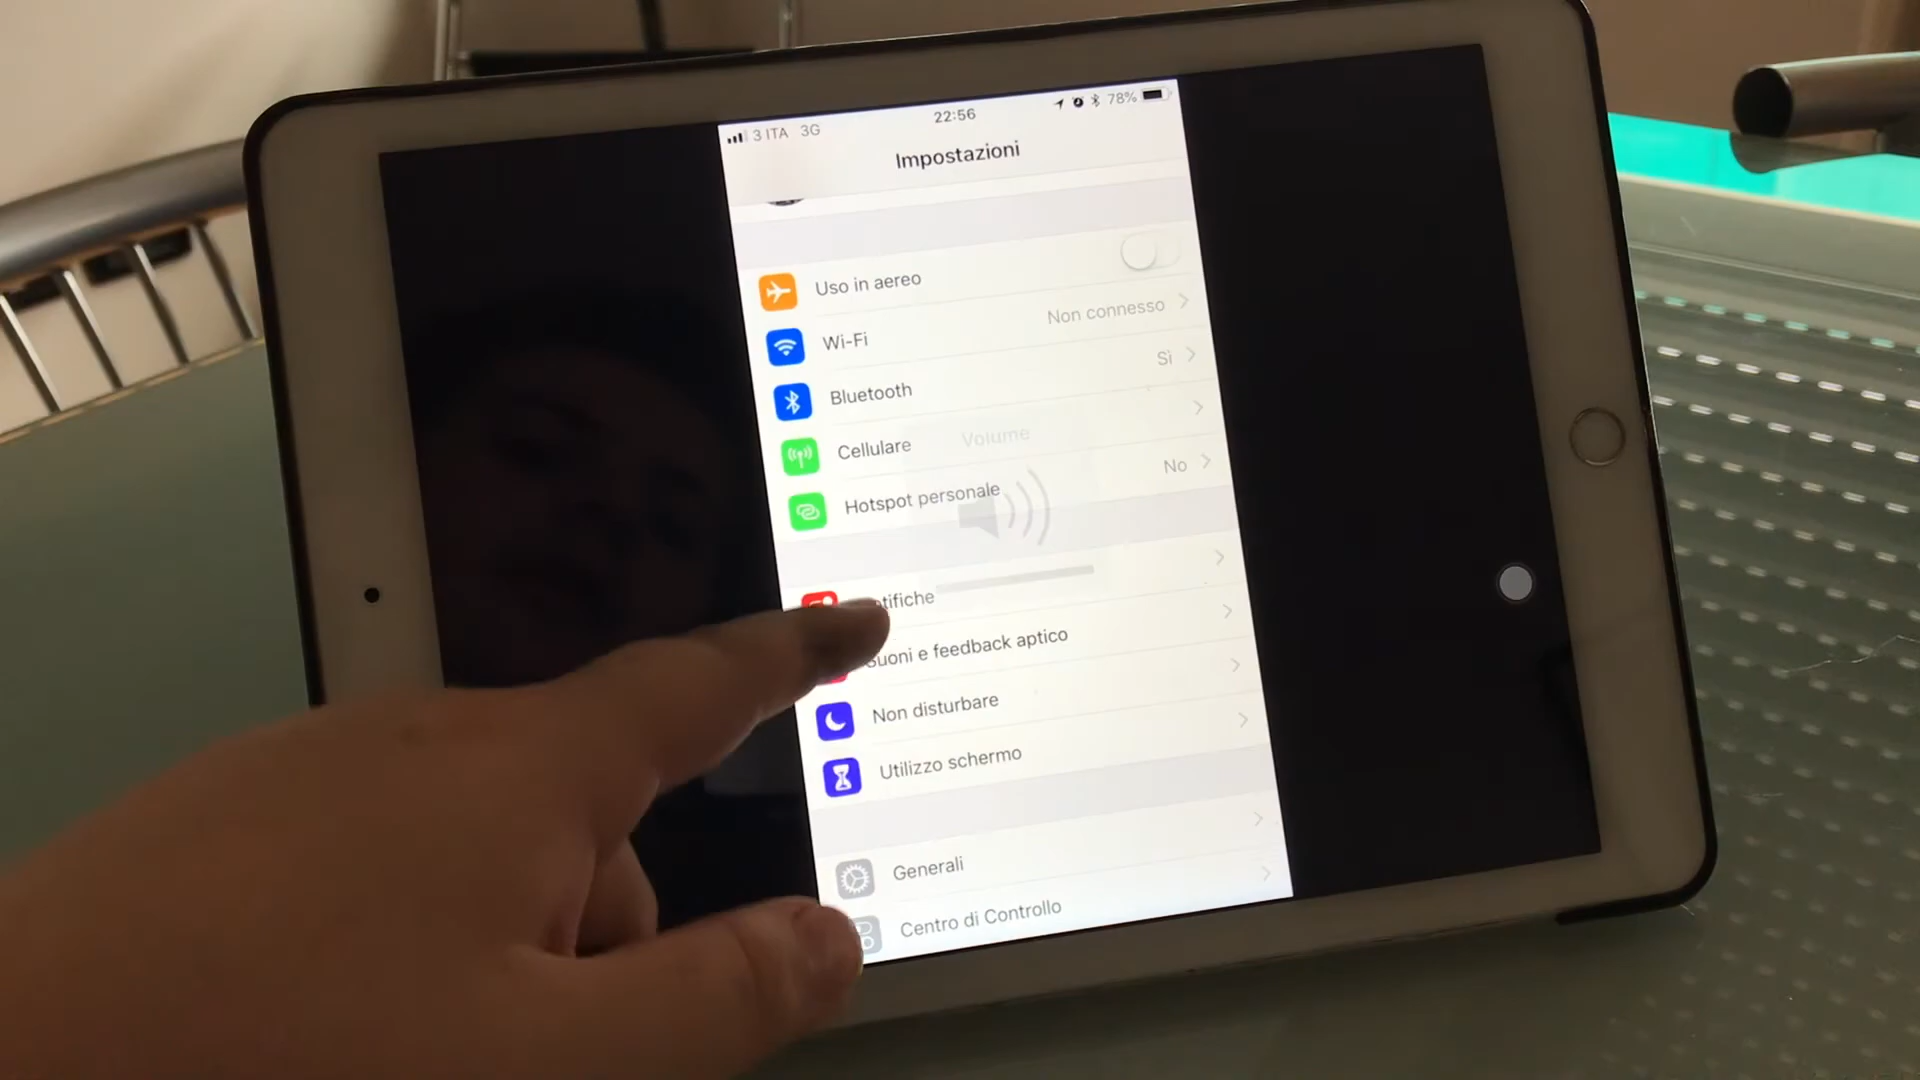 3 ITA 3G 22:56 78%
Impostazioni
Uso in aereo
Wi-Fi Non connesso
Bluetooth Sì
Cellulare
Volume
Hotspot personale No
tifiche
Suoni e feedback aptico
Non disturbare
Utilizzo schermo
Generali
Centro di Controllo